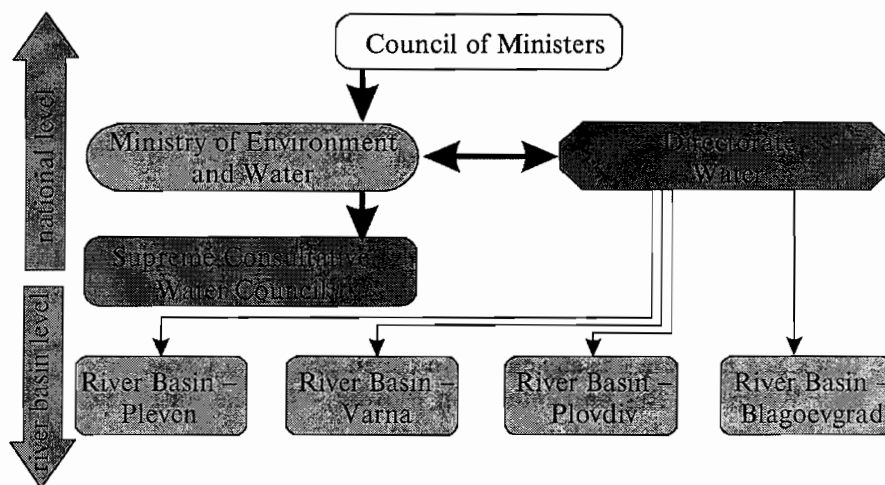 Council of Ministers
national level
Ministry of Environment
and Water
Directorate
Water
Supreme Consultative
Water Council
river basin level
River Basin –
Pleven
River Basin –
Varna
River Basin –
Plovdiv
River Basin –
Blagoevgrad